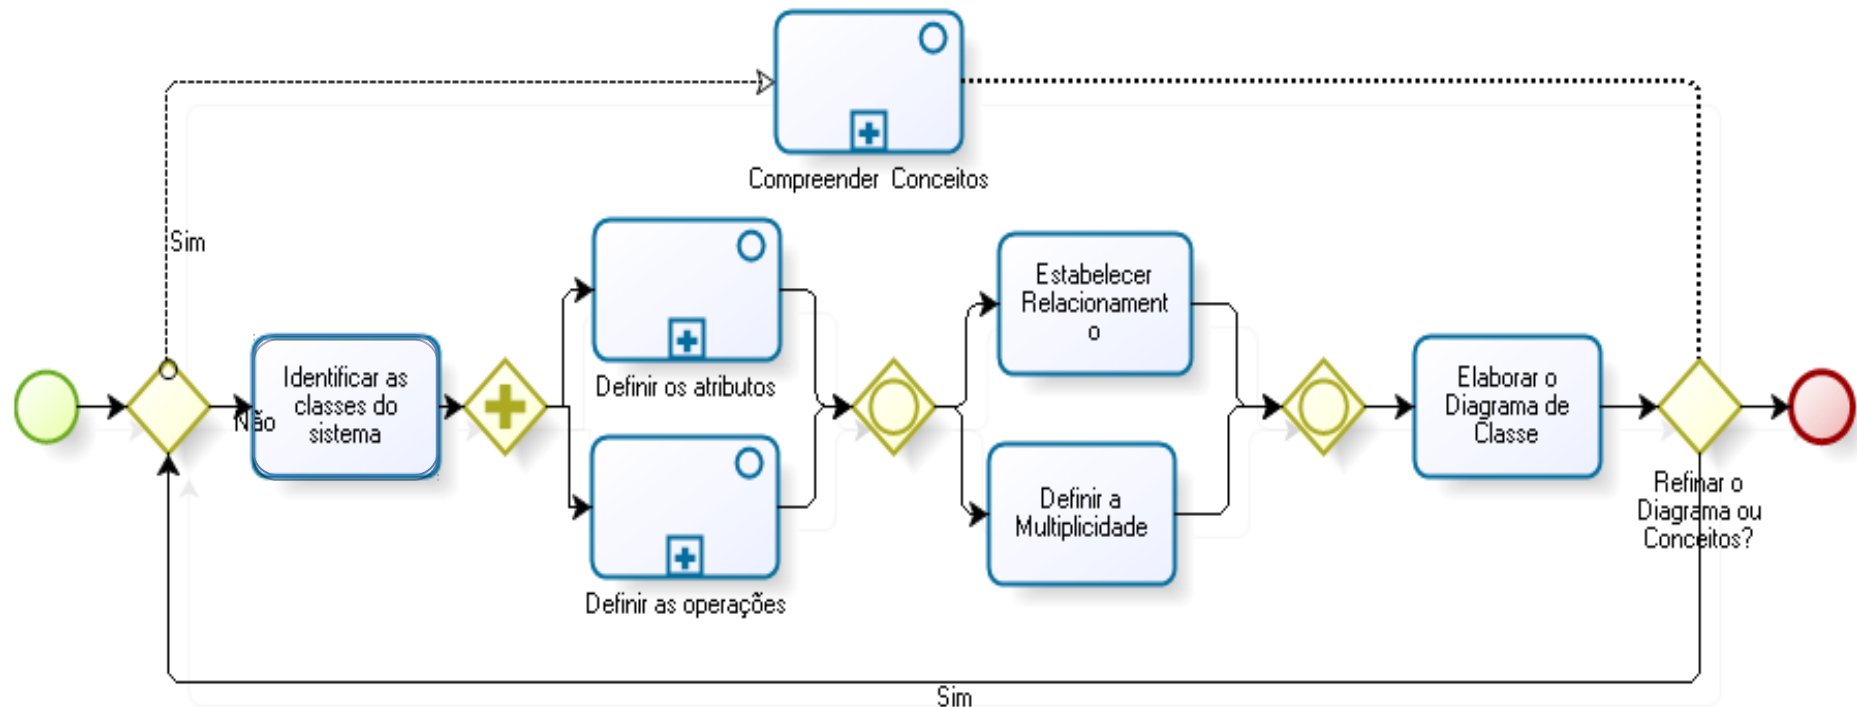 Compreender Conceitos
Sim
Não
Identificar as
classes do
sistema
Definir os atributos
Definir as operações
Estabelecer
Relacionament
o
Definir a
Multiplicidade
Elaborar o
Diagrama de
Classe
Refinar o
Diagrama ou
Conceitos?
Sim